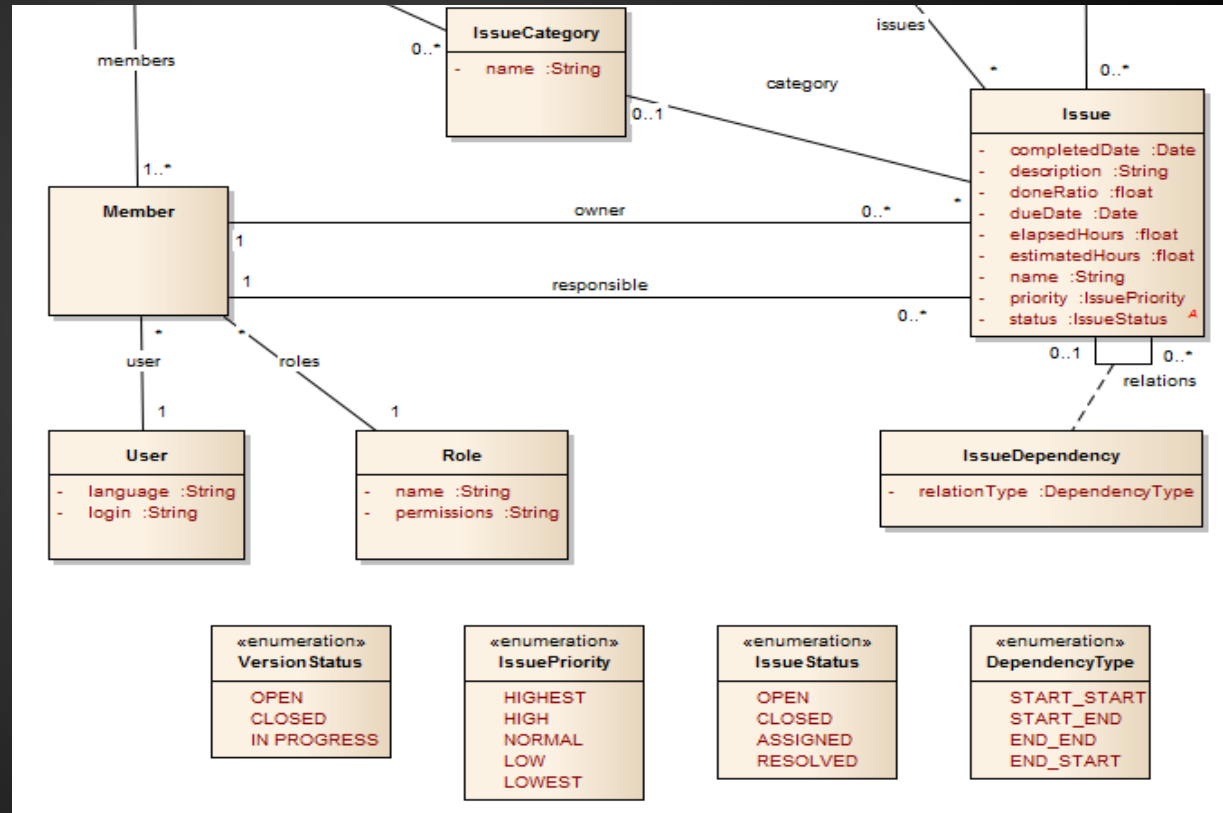 issues
IssueCategory
- name :String
0..*
members
* 0..*
category
0..1
Issue
- completedDate :Date
- description :String
- doneRatio :float
- dueDate :Date
- elapsedHours :float
- estimatedHours :float
- name :String
- priority :IssuePriority
- status :IssueStatus
1..*
Member
owner
0..*
*
1
1
responsible
0..*
* *
user
roles
1 1
0..1 0..*
relations
User
- language :String
- login :String
Role
- name :String
- permissions :String
IssueDependency
- relationType :DependencyType
«enumeration»
VersionStatus
OPEN
CLOSED
IN PROGRESS
«enumeration»
IssuePriority
HIGHEST
HIGH
NORMAL
LOW
LOWEST
«enumeration»
IssueStatus
OPEN
CLOSED
ASSIGNED
RESOLVED
«enumeration»
DependencyType
START_START
START_END
END_END
END_START